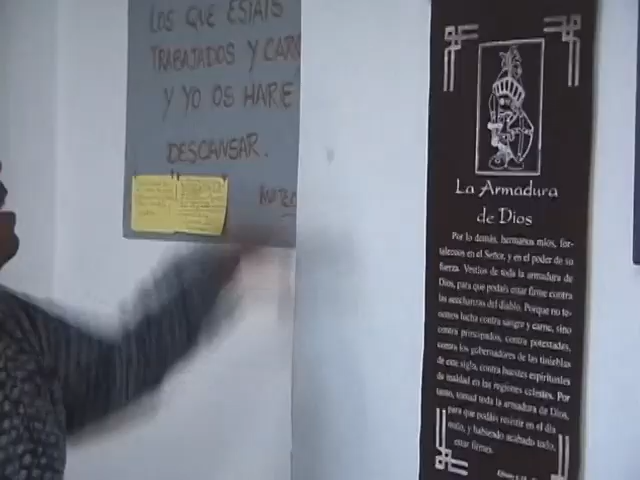 LOS QUE ESTAIS
TRABAJADOS Y CAR
Y YO OS HARE
DESCANSAR.
MATEO
La Armadura
de Dios
Por lo demás, hermanos míos, for-
taleceos en el Señor, y en el poder de su
fuerza. Vestíos de toda la armadura de
Dios, para que podáis estar firme contra
las asechanzas del diablo. Porque no te-
nemos lucha contra sangre y carne, sino
contra principados, contra potestades,
contra los gobernadores de las tinieblas
de este siglo, contra huestes espirituales
de maldad en las regiones celestes. Por
tanto, tomad toda la armadura de Dios,
para que podáis resistir en el día
malo, y habiendo acabado todo,
estar firmes.